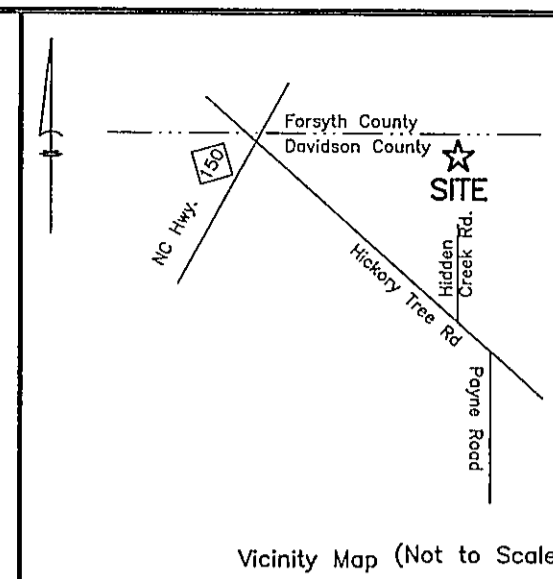 Forsyth County
Davidson County
150
NC Hwy.
SITE
Hidden
Creek Rd.
Hickory Tree Rd
Payne Road
Vicinity Map (Not to Scale